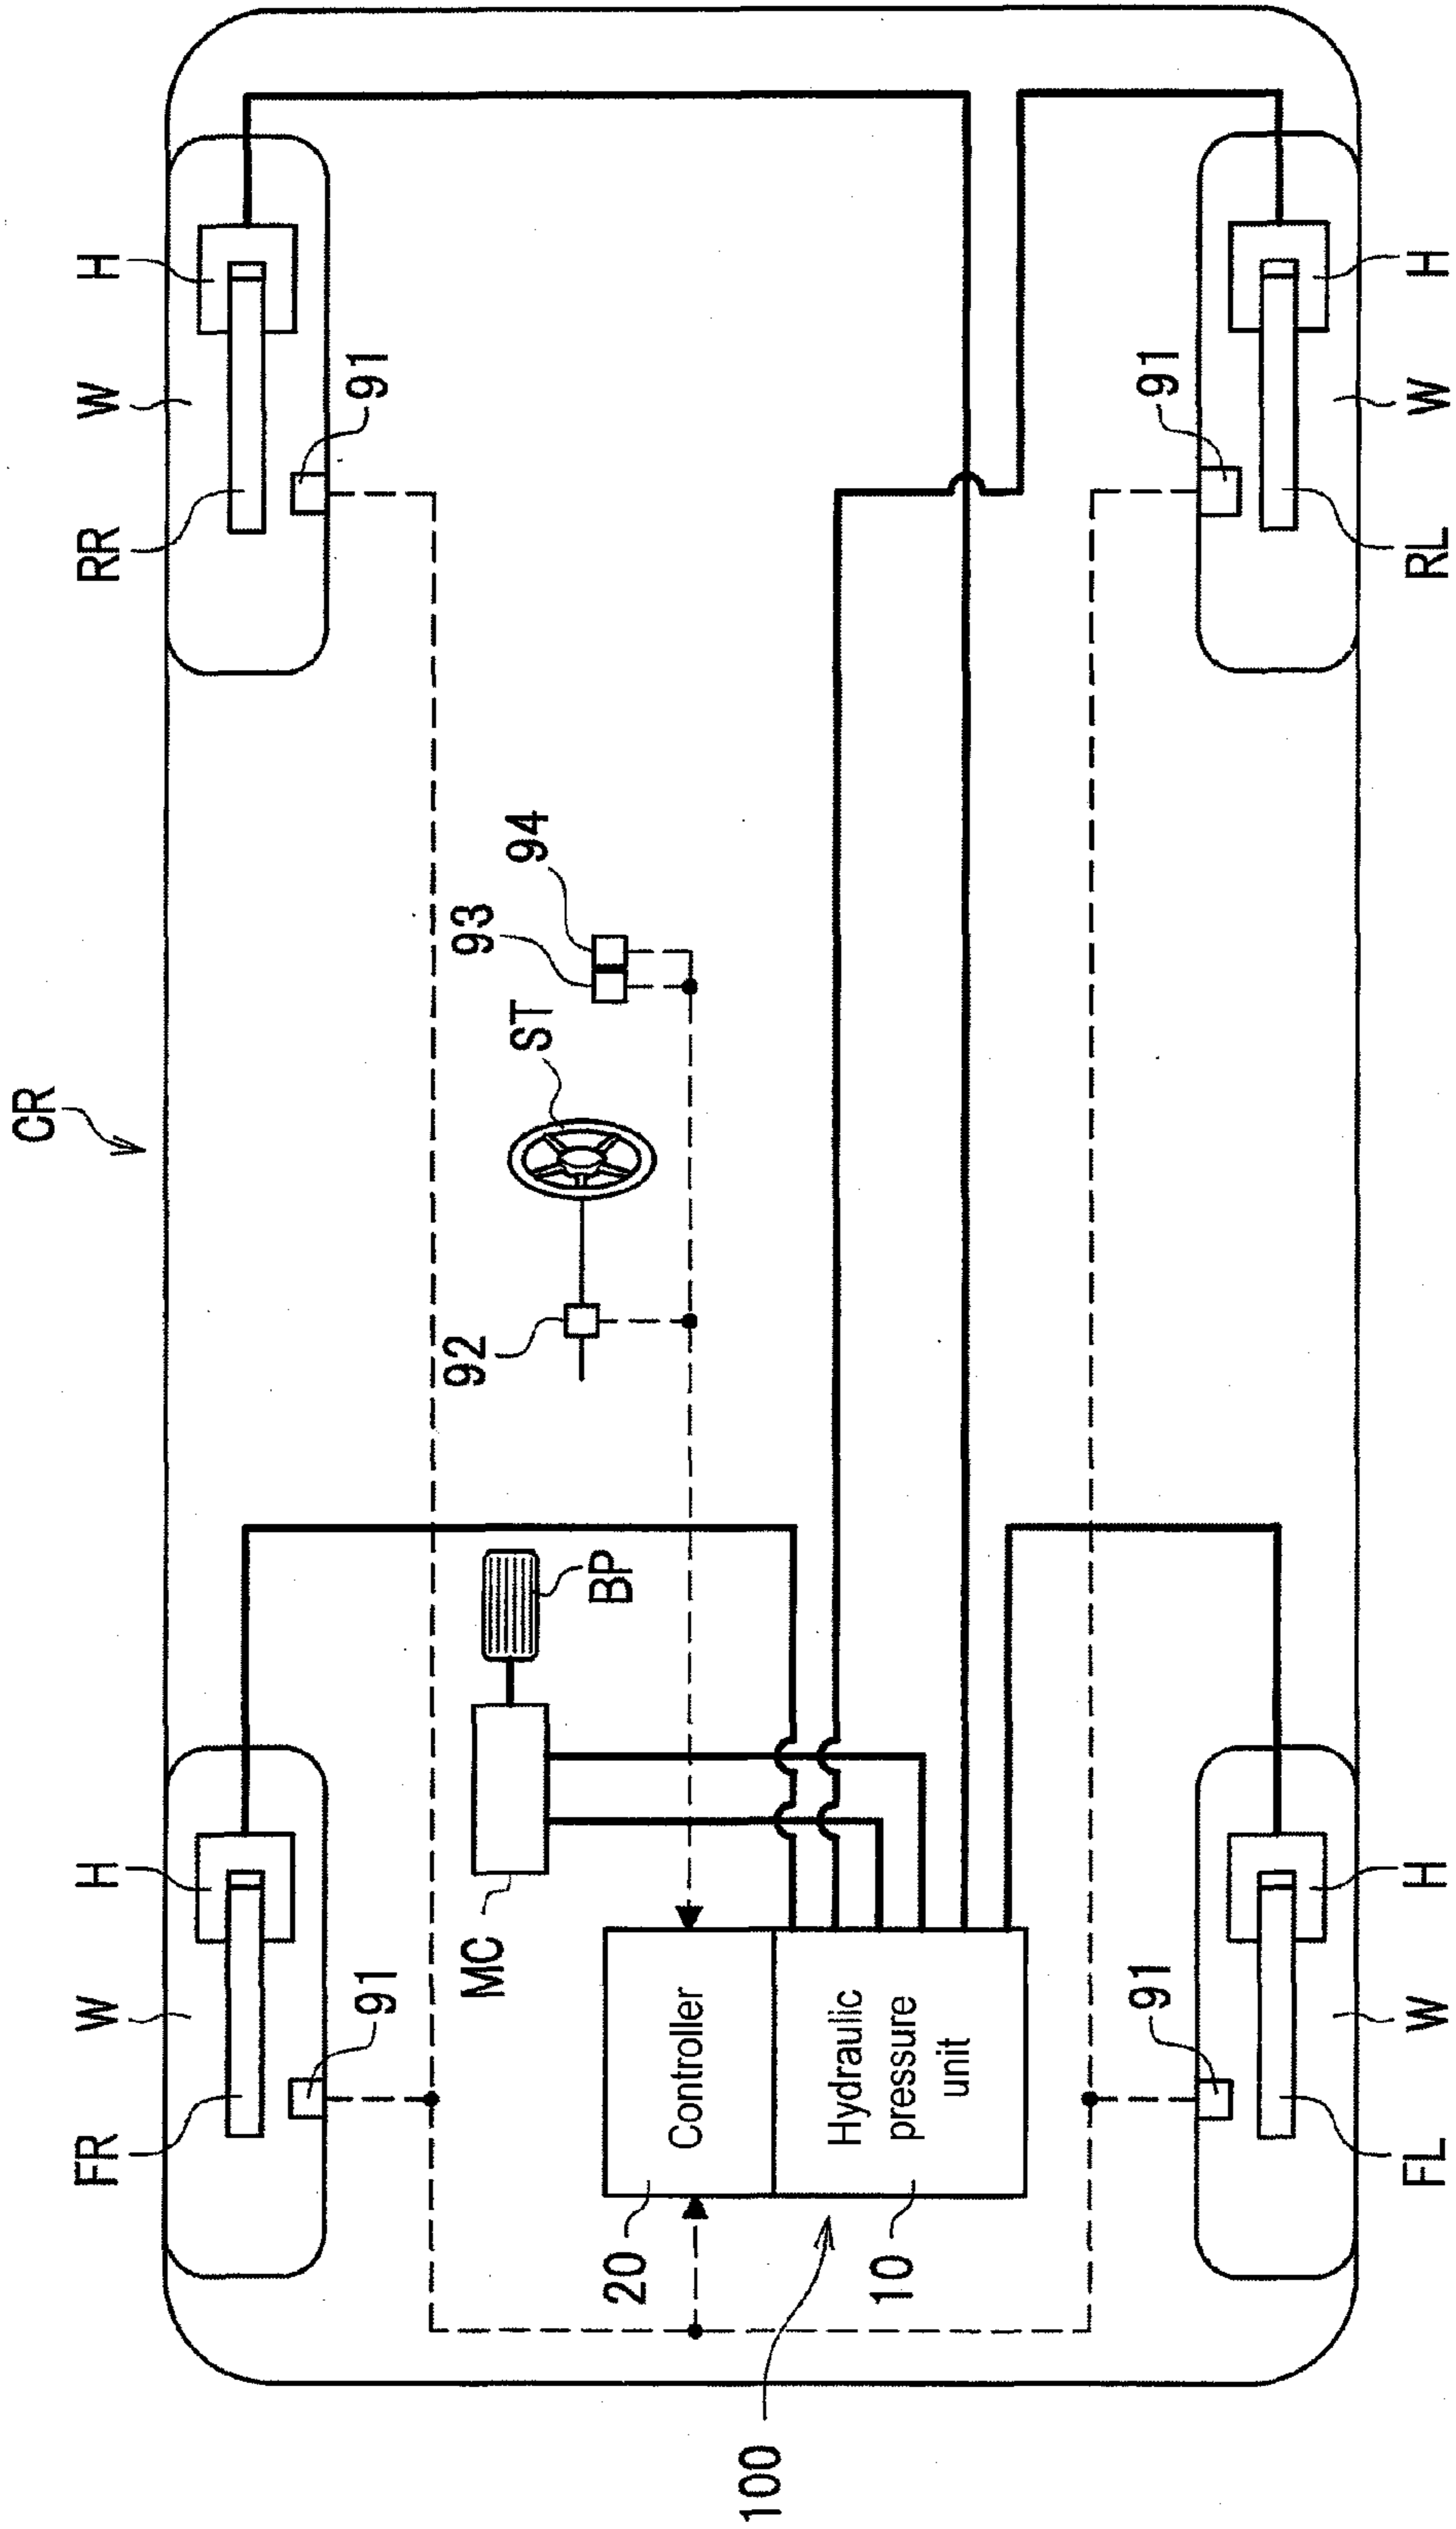 CR
FR
W
H
RR
W
H
91
91
MC
92
93
94
ST
BP
20
Controller
100
Hydraulic
pressure
unit
10
91
91
FL
W
H
RL
W
H